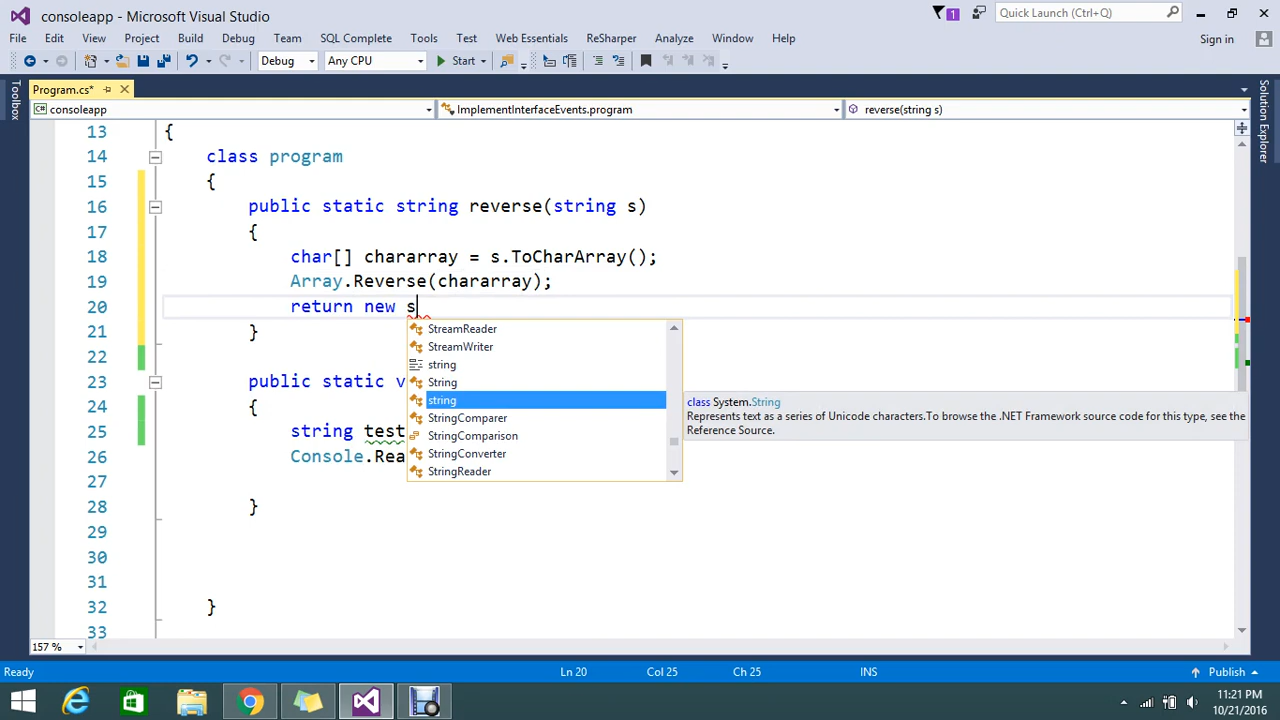 consoleapp - Microsoft Visual Studio
1
Quick Launch (Ctrl+Q)
File Edit View Project Build Debug Team SQL Complete Tools Test Web Essentials ReSharper Analyze Window Help
Sign in
Debug Any CPU Start
Toolbox
Program.cs*
Solution Explorer
consoleapp ImplementInterfaceEvents.program reverse(string s)
13 {
14 class program
15 {
16 public static string reverse(string s)
17 {
18 char[] chararray = s.ToCharArray();
19 Array.Reverse(chararray);
20 return new s
21 }
22
23 public static v
24 {
25 string test
26 Console.Rea
27
28 }
29
30
31
32 }
33
StreamReader
StreamWriter
string
String
string
StringComparer
StringComparison
StringConverter
StringReader
class System.String
Represents text as a series of Unicode characters.To browse the .NET Framework source code for this type, see the
Reference Source.
157 %
Ready Ln 20 Col 25 Ch 25 INS Publish
11:21 PM
10/21/2016